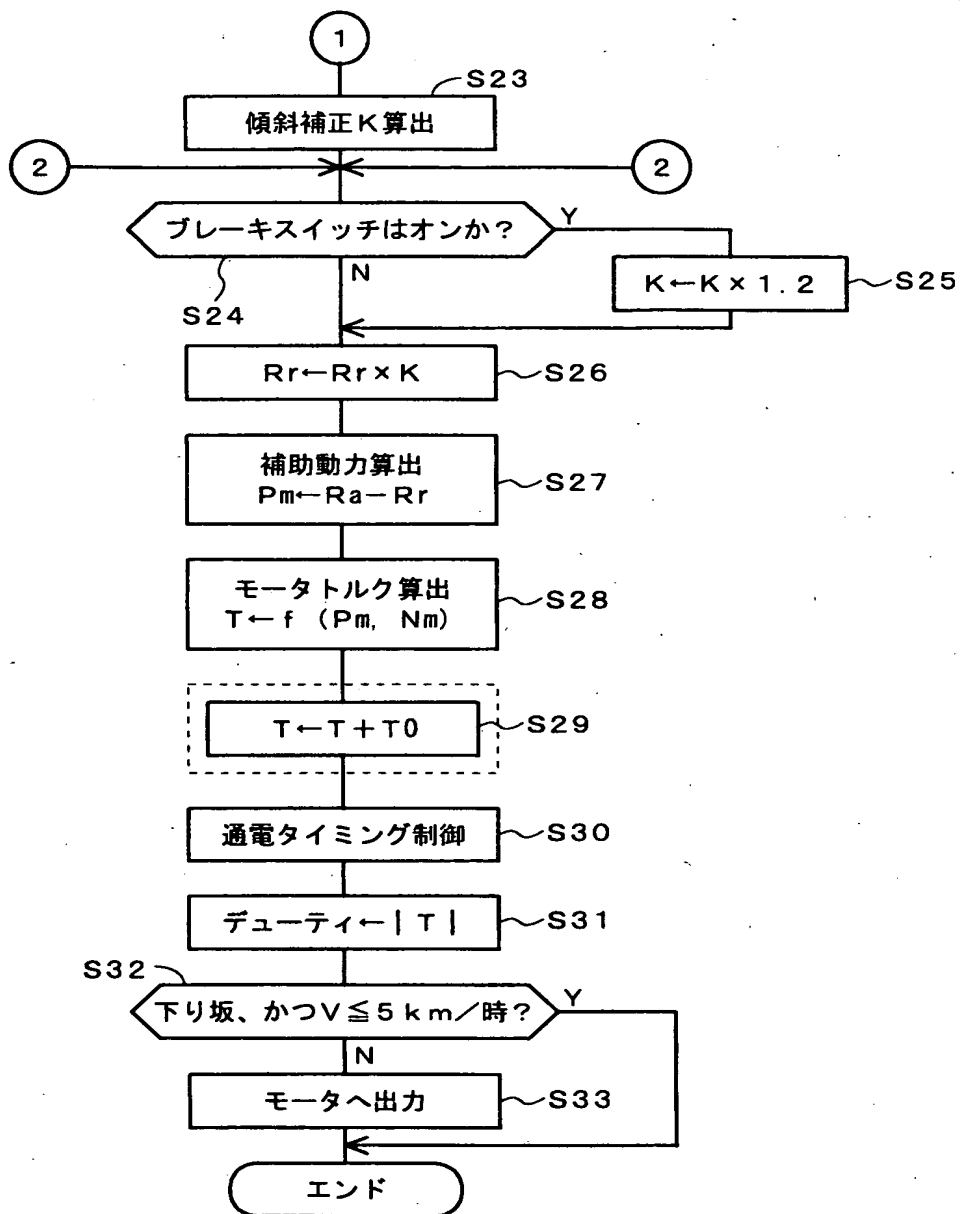 1
S23
傾斜補正K算出
2
2
ブレーキスイッチはオンか?
Y
N
S24
K←K×1.2
S25
Rr←Rr×K
S26
補助動力算出
Pm←Ra−Rr
S27
モータトルク算出
T←f (Pm, Nm)
S28
T←T+T0
S29
通電タイミング制御
S30
デューティ←|T|
S31
S32
下り坂、かつV≦5km/時?
Y
N
モータへ出力
S33
エンド